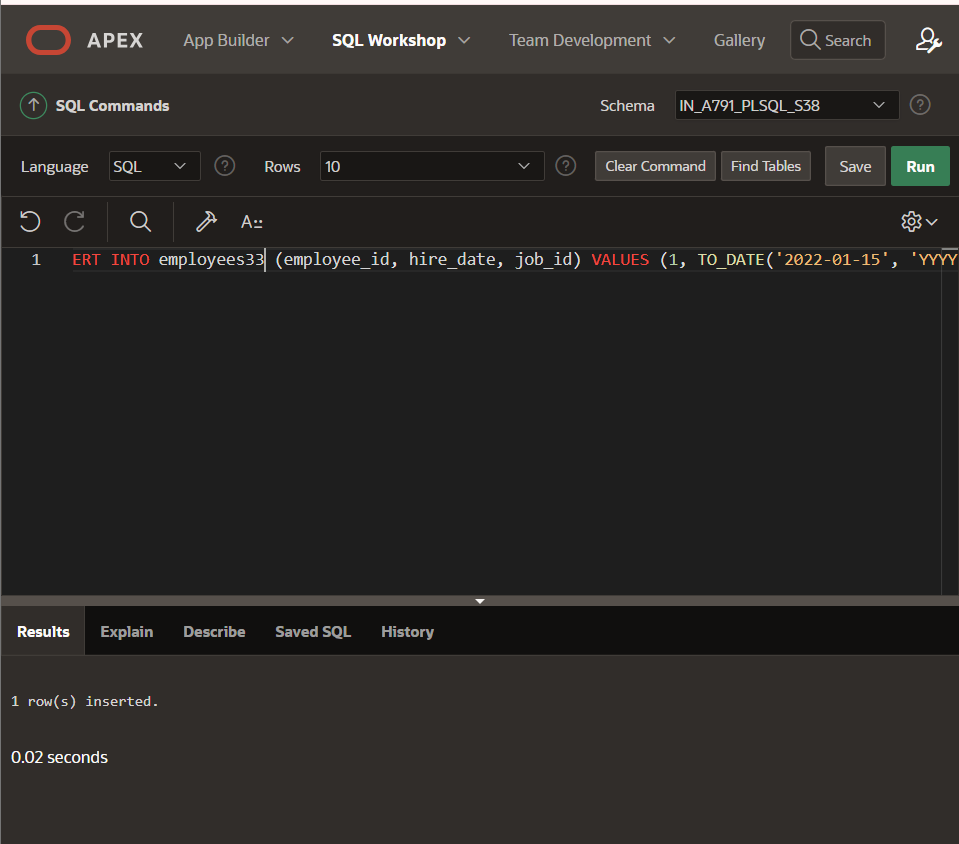 APEX App Builder SQL Workshop Team Development Gallery Search
SQL Commands Schema IN_A791_PLSQL_S38 ?
Language SQL ? Rows 10 ? Clear Command Find Tables Save Run
A::
1 ERT INTO employees33 (employee_id, hire_date, job_id) VALUES (1, TO_DATE('2022-01-15', 'YYYY
Results Explain Describe Saved SQL History
1 row(s) inserted.
0.02 seconds